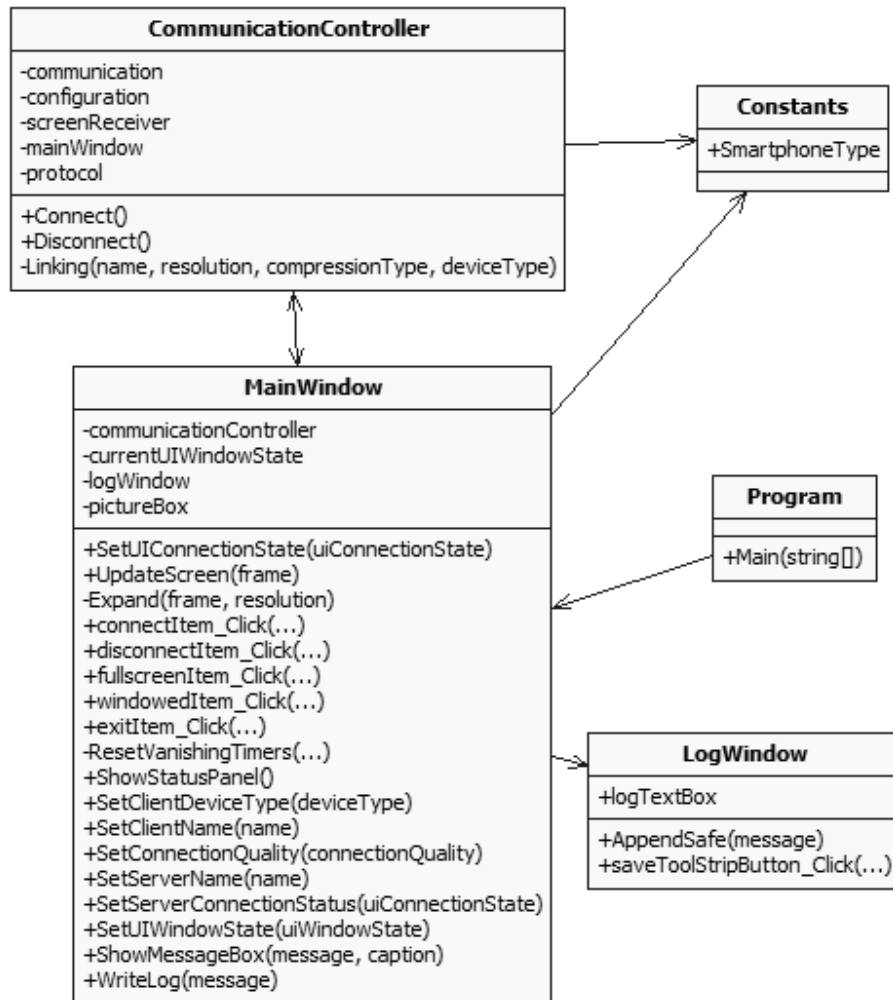 CommunicationController
-communication
-configuration
-screenReceiver
-mainWindow
-protocol
+Connect()
+Disconnect()
-Linking(name, resolution, compressionType, deviceType)
Constants
+SmartphoneType
MainWindow
-communicationController
-currentUIWindowState
-logWindow
-pictureBox
+SetUIConnectionState(uiConnectionState)
+UpdateScreen(frame)
-Expand(frame, resolution)
+connectItem_Click(...)
+disconnectItem_Click(...)
+fullscreenItem_Click(...)
+windowedItem_Click(...)
+exitItem_Click(...)
-ResetVanishingTimers(...)
+ShowStatusPanel()
+SetClientDeviceType(deviceType)
+SetClientName(name)
+SetConnectionQuality(connectionQuality)
+SetServerName(name)
+SetServerConnectionStatus(uiConnectionState)
+SetUIWindowState(uiWindowState)
+ShowMessageBox(message, caption)
+WriteLog(message)
Program
+Main(string[])
LogWindow
+logTextBox
+AppendSafe(message)
+saveToolStripButton_Click(...)